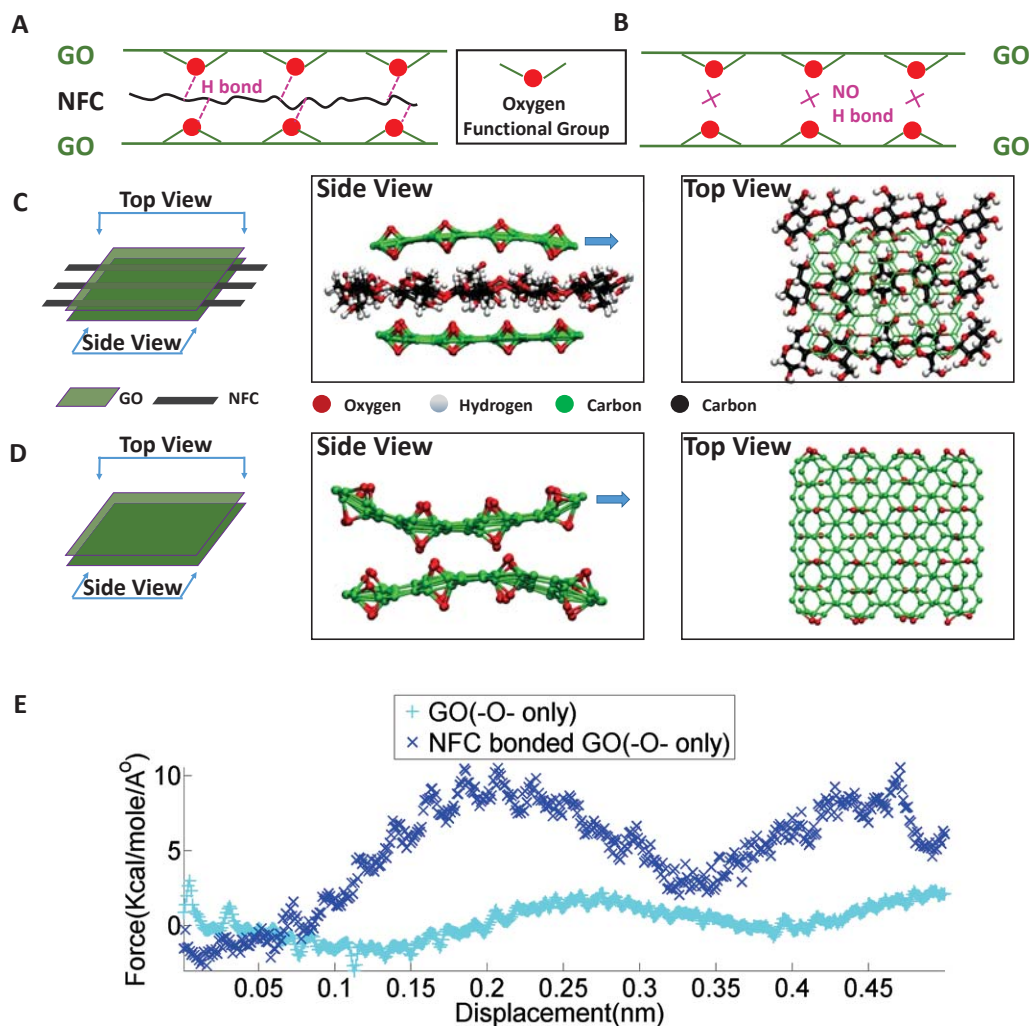 A
GO
H bond
NFC
GO
Oxygen
Functional Group
B
GO
NO
H bond
GO
C
Top View
Side View
GO
NFC
Side View
Top View
Oxygen
Hydrogen
Carbon
Carbon
D
Top View
Side View
Side View
Top View
E
GO(-O- only)
NFC bonded GO(-O- only)
Force(Kcal/mole/A⁰)
10
5
0
0.05
0.1
0.15
0.2
0.25
0.3
0.35
0.4
0.45
Displacement(nm)